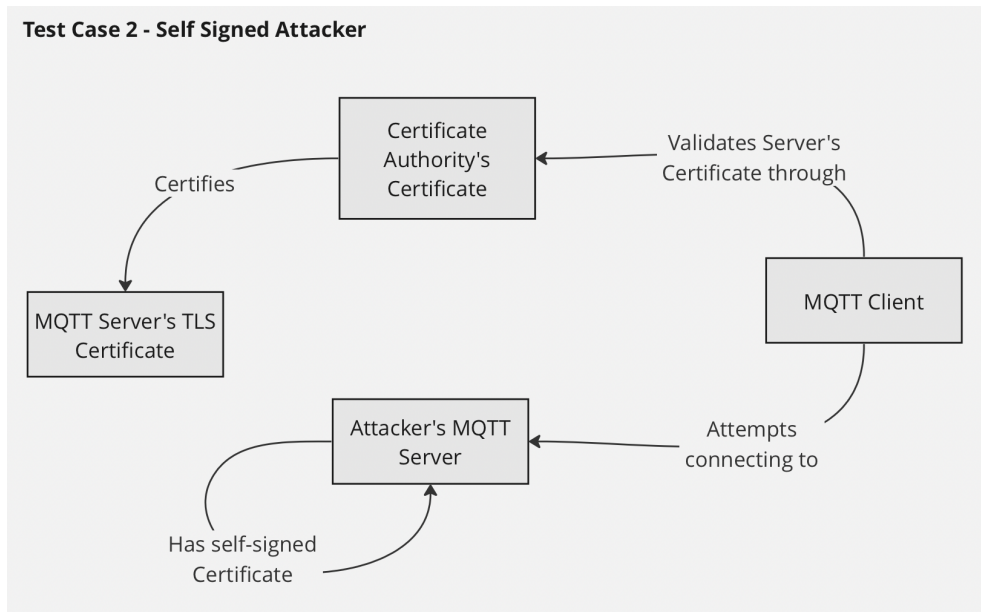 Test Case 2 - Self Signed Attacker
Certificate
Authority's
Certificate
Validates Server's
Certificate through
Certifies
MQTT Client
MQTT Server's TLS
Certificate
Attacker's MQTT
Server
Attempts
connecting to
Has self-signed
Certificate